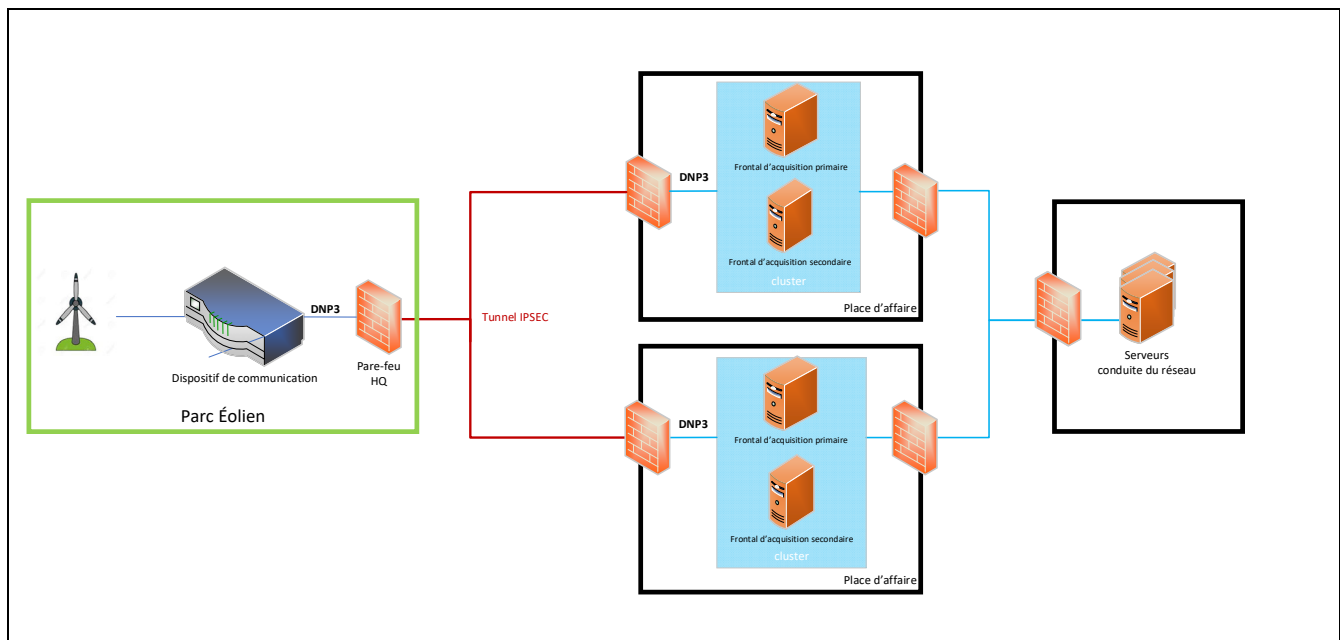 DNP3
Dispositif de communication
Pare-feu
HQ
Parc Éolien
Tunnel IPSEC
DNP3
Frontal d'acquisition primaire
Frontal d'acquisition secondaire
cluster
Place d'affaire
DNP3
Frontal d'acquisition primaire
Frontal d'acquisition secondaire
cluster
Place d'affaire
Serveurs
conduite du réseau